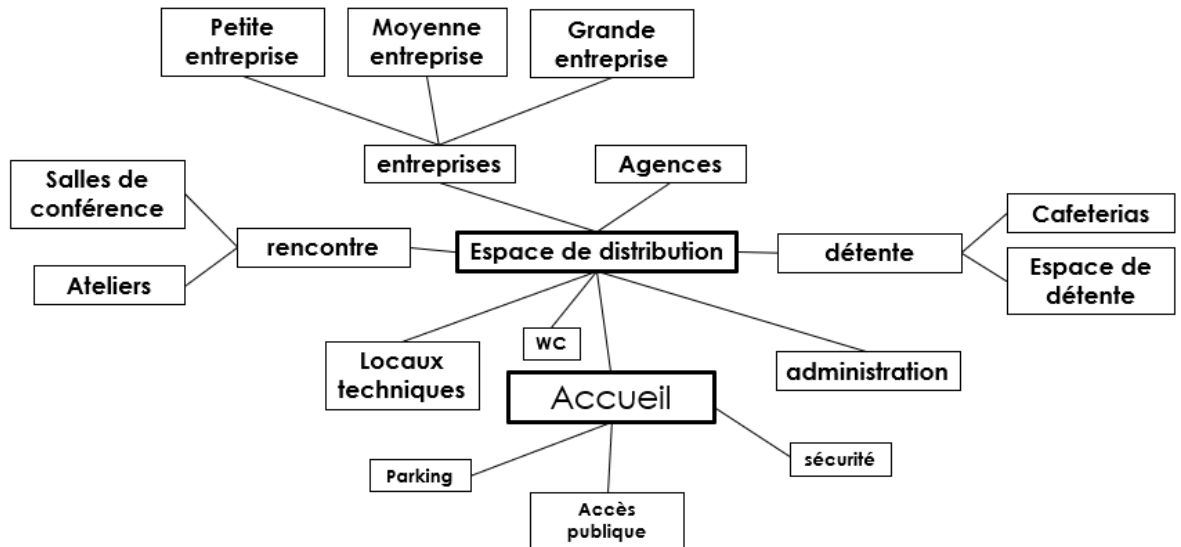 Petite
entreprise
Moyenne
entreprise
Grande
entreprise
entreprises
Agences
Salles de
conférence
Cafeterias
rencontre
Espace de distribution
détente
Ateliers
Espace de
détente
WC
Locaux
techniques
administration
Accueil
sécurité
Parking
Accès
publique